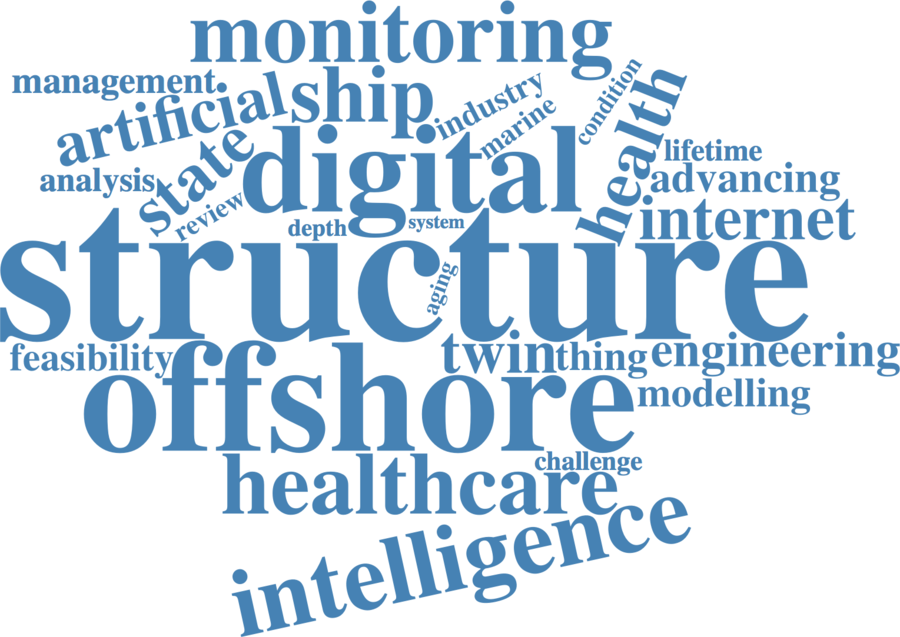 monitoring
management
artificial
ship
industry
marine
condition
health
state
digital
lifetime
analysis
advancing
review
depth
system
internet
structure
aging
feasibility
twin
thing
engineering
offshore
modelling
healthcare
challenge
intelligence